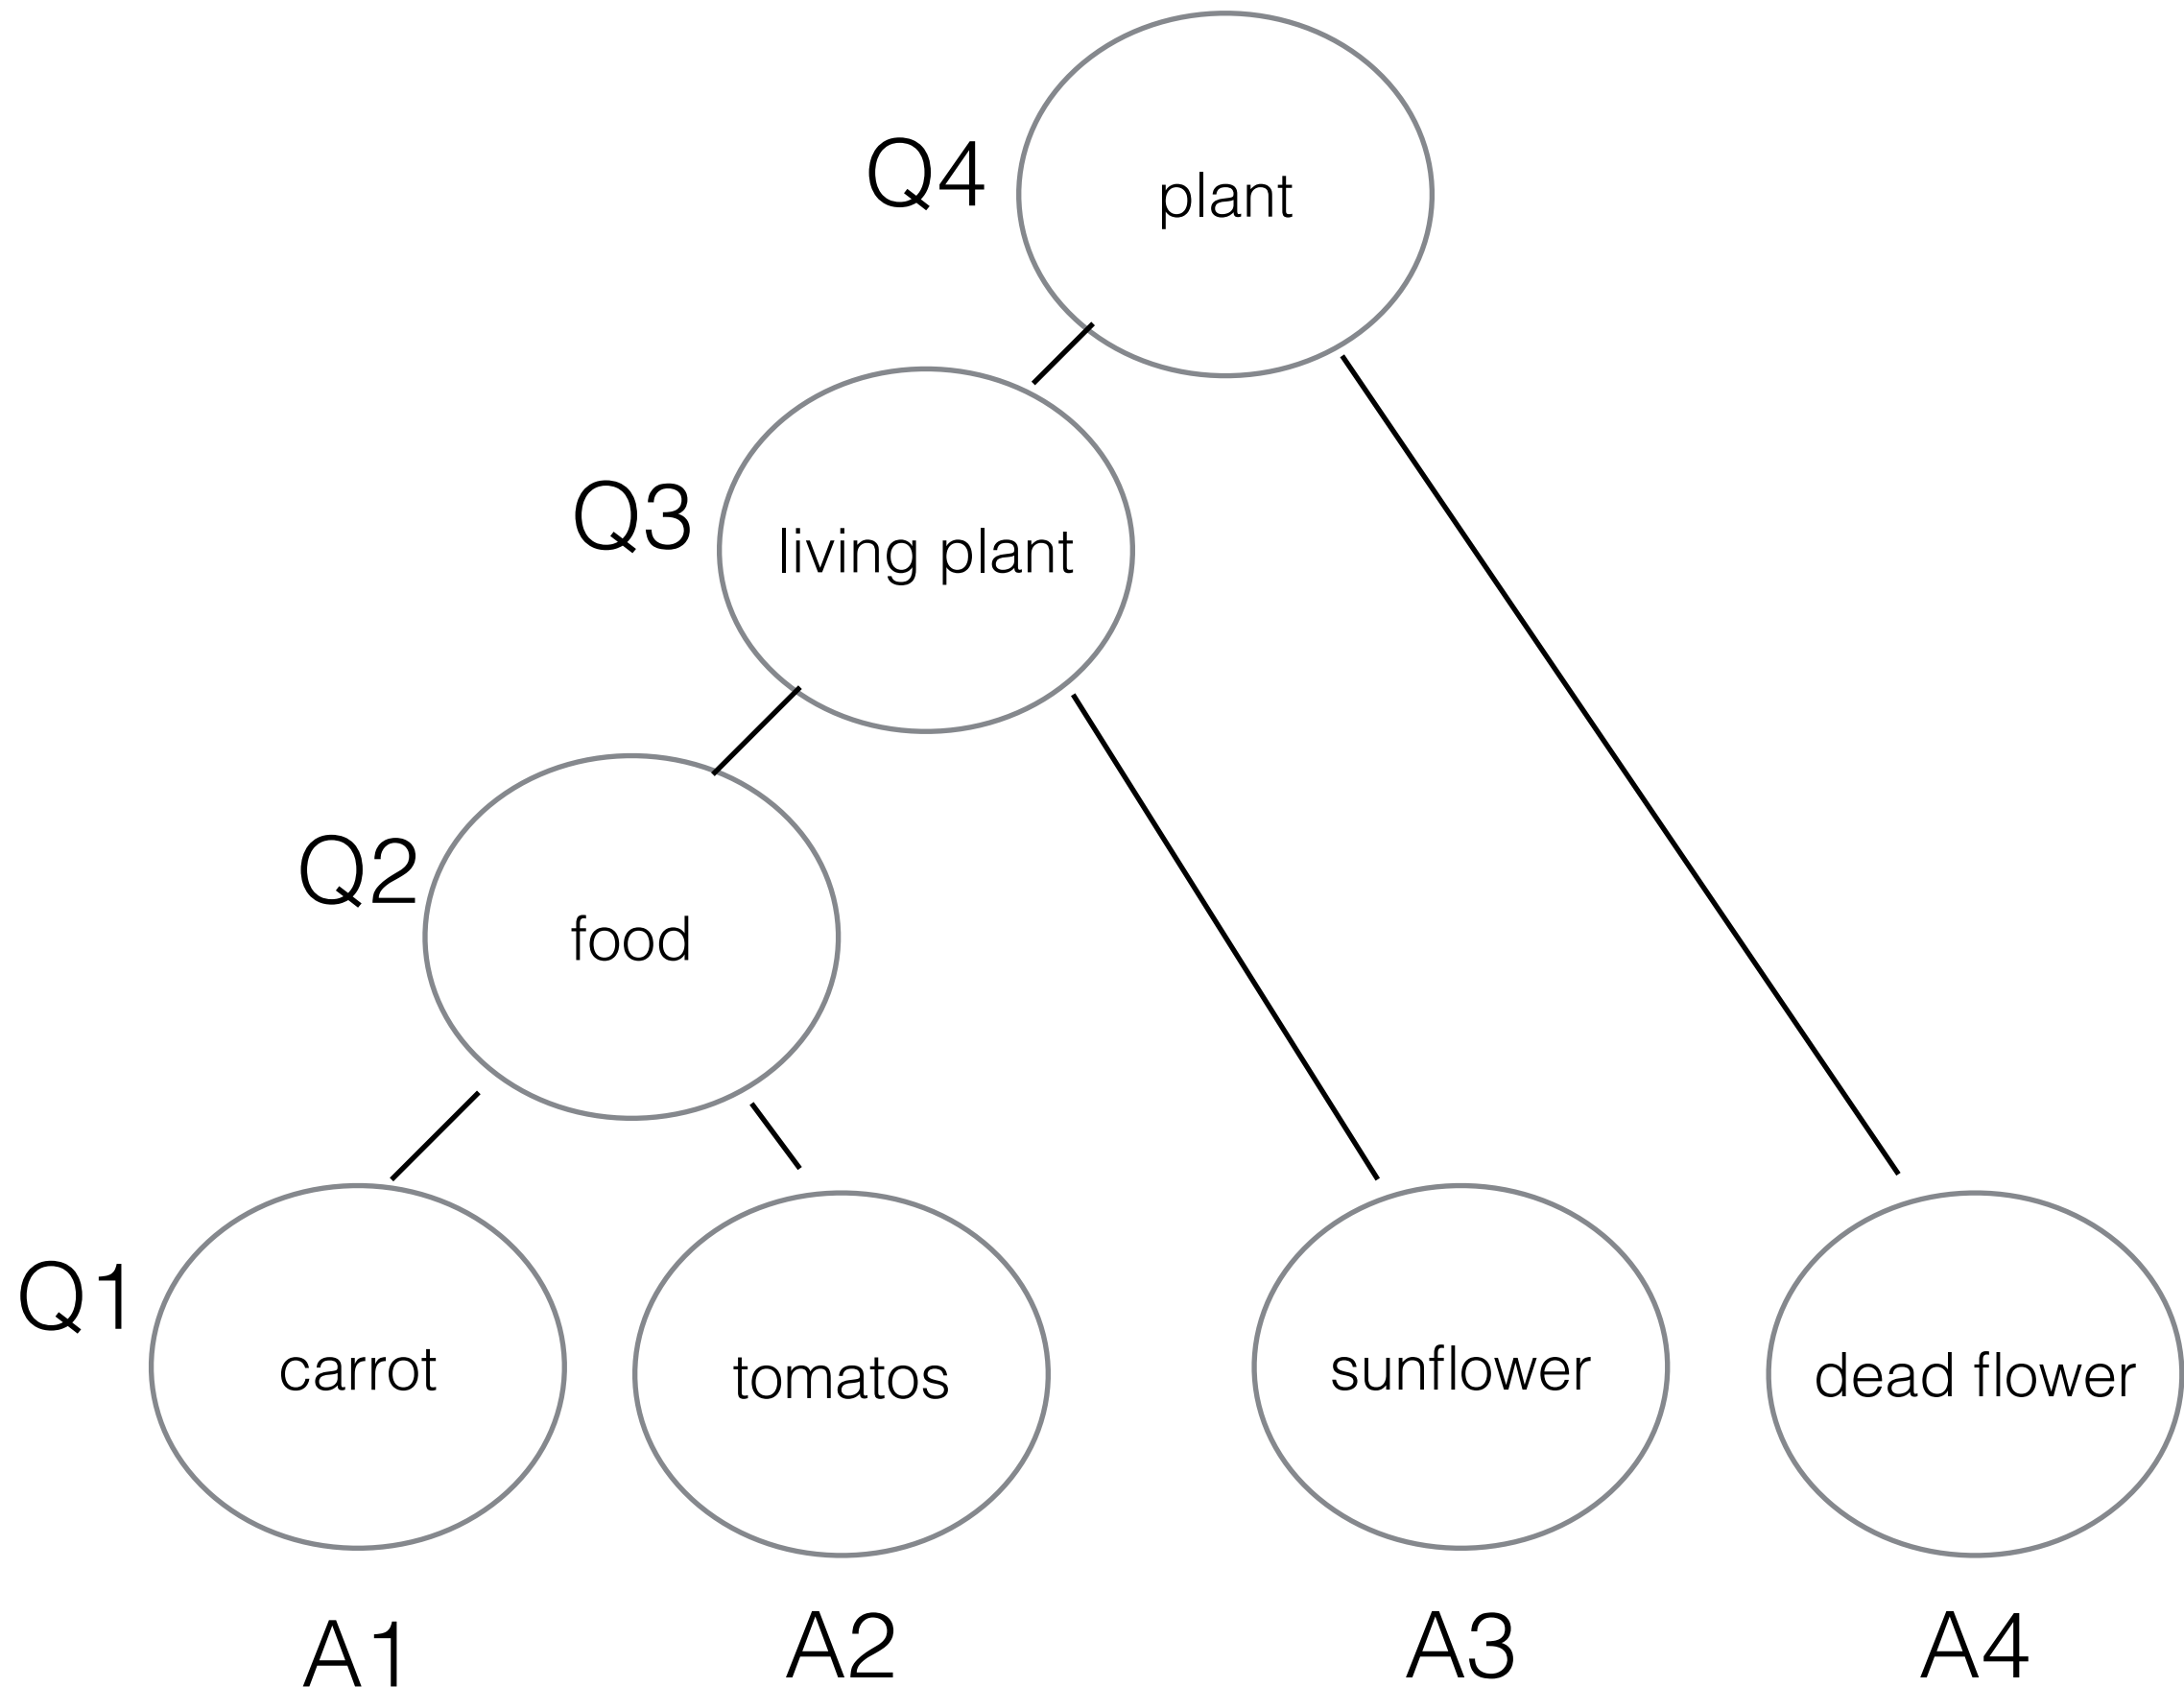 Q4
plant
Q3
living plant
Q2
food
Q1
carrot
tomatos
sunflower
dead flower
A1
A2
A3
A4